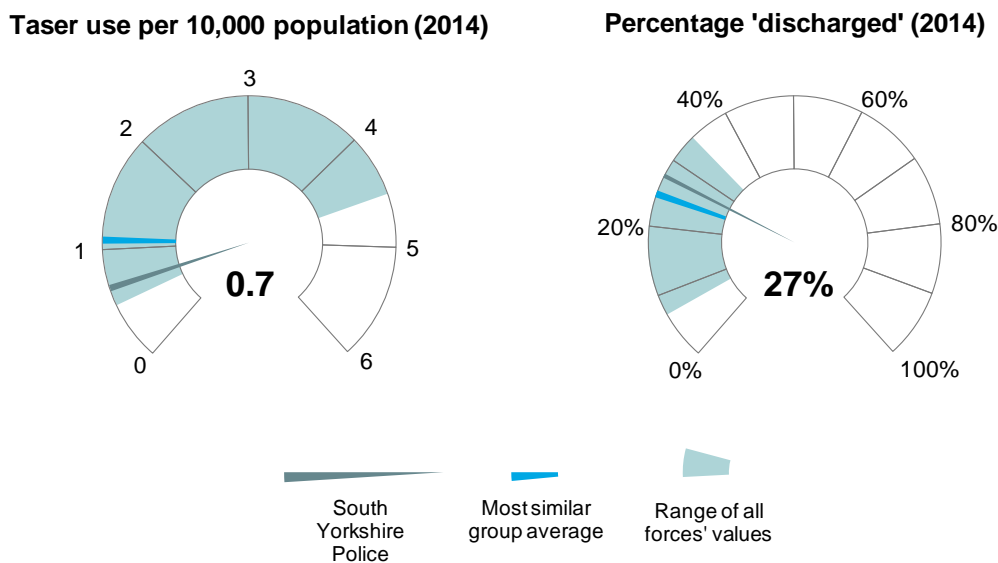 Taser use per 10,000 population (2014)
3
2
4
1
5
0.7
0
6
Percentage 'discharged' (2014)
40%
60%
20%
80%
27%
0%
100%
South
Yorkshire
Police
Most similar
group average
Range of all
forces' values